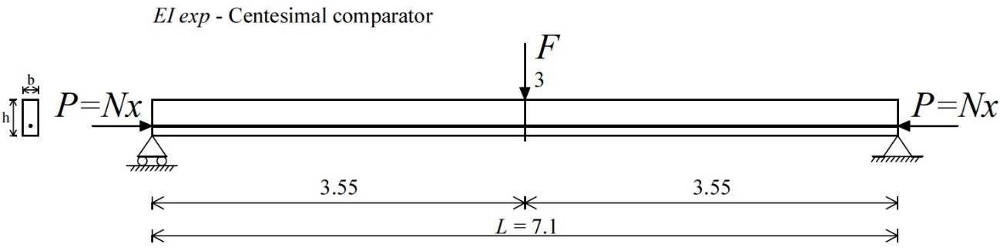 EI exp - Centesimal comparator
F
3
b
h
P=Nx
P=Nx
3.55
3.55
L = 7.1